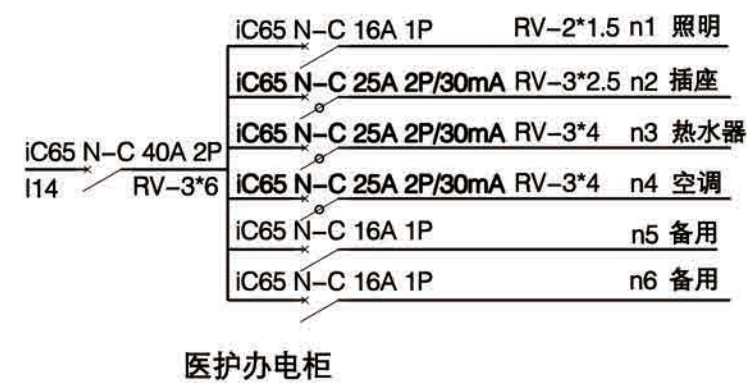 iC65 N-C 16A 1P RV-2*1.5 n1 照明
iC65 N-C 25A 2P/30mA RV-3*2.5 n2 插座
iC65 N-C 25A 2P/30mA RV-3*4 n3 热水器
iC65 N-C 40A 2P
I14 RV-3*6
iC65 N-C 25A 2P/30mA RV-3*4 n4 空调
iC65 N-C 16A 1P n5 备用
iC65 N-C 16A 1P n6 备用
医护办电柜